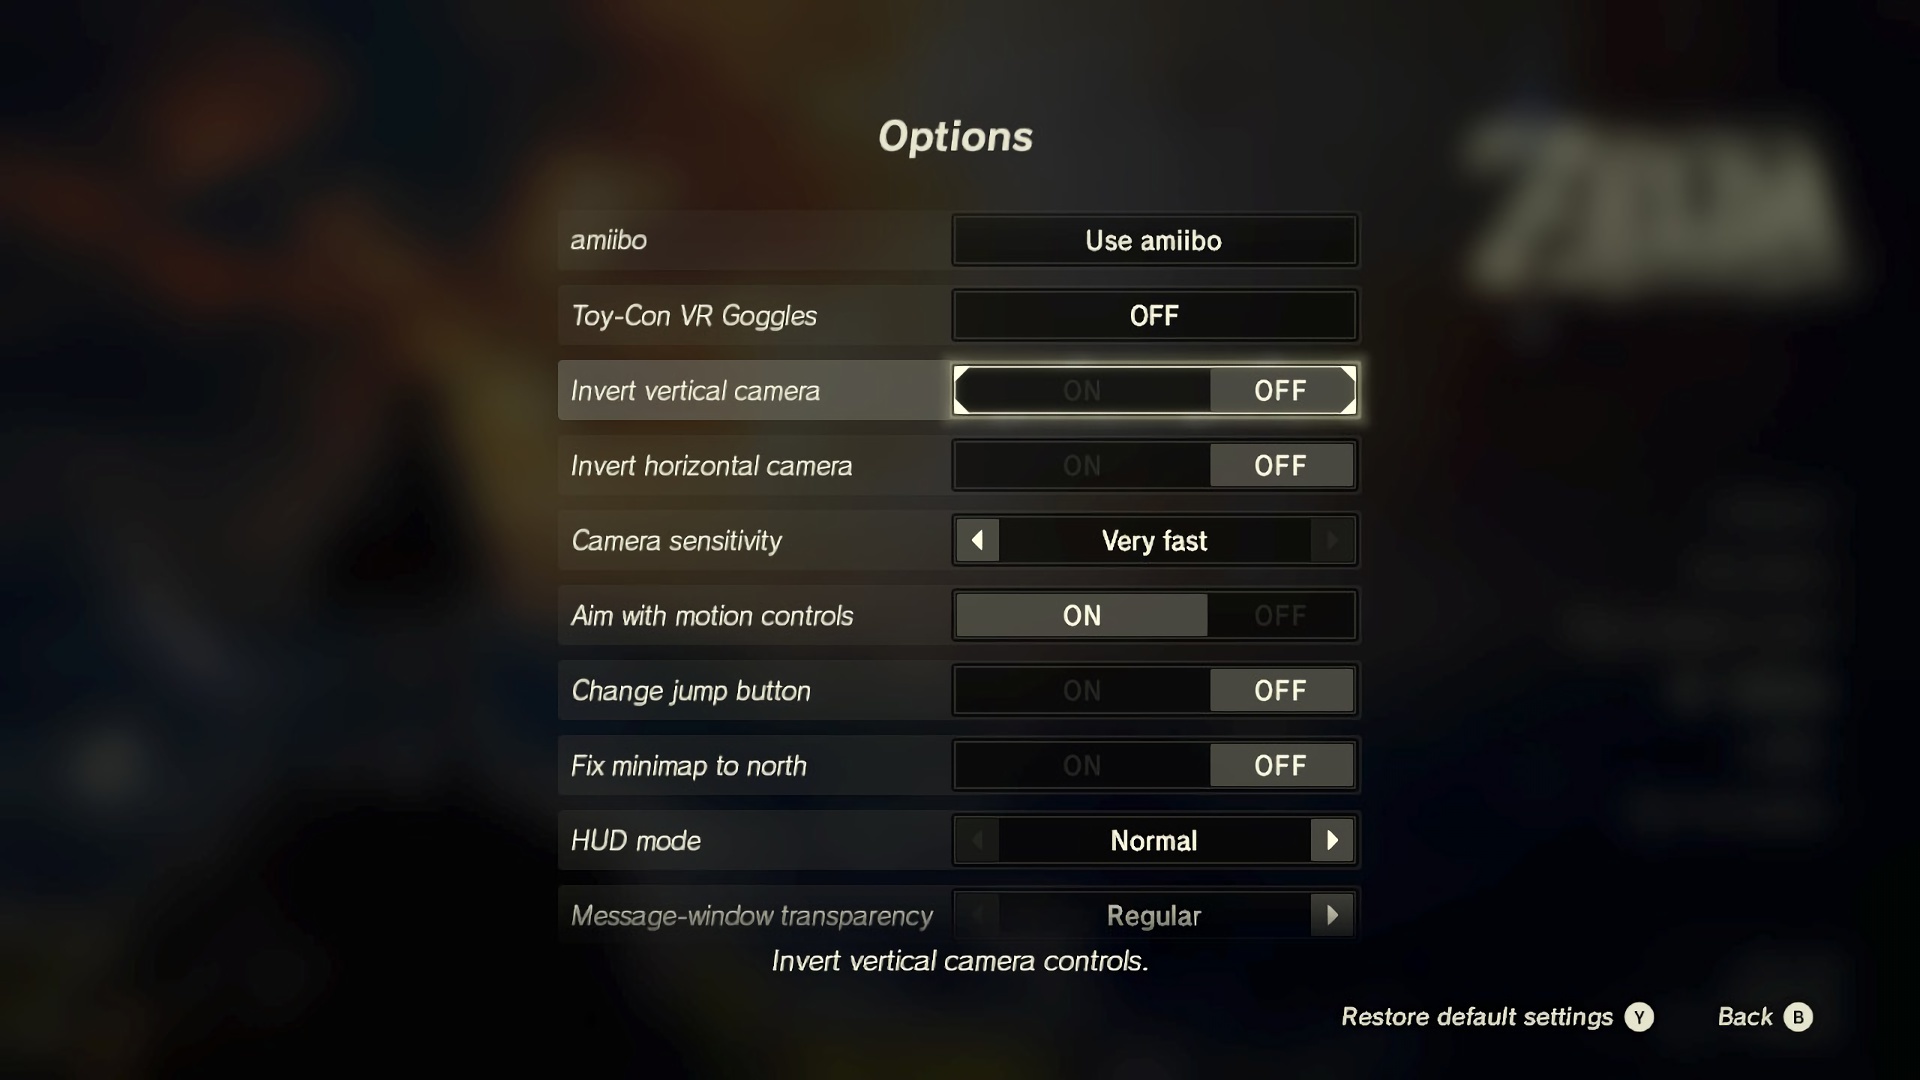 Options
amiibo Use amiibo
Toy-Con VR Goggles OFF
Invert vertical camera ON OFF
Invert horizontal camera ON OFF
Camera sensitivity Very fast
Aim with motion controls ON OFF
Change jump button ON OFF
Fix minimap to north ON OFF
HUD mode Normal
Message-window transparency Regular
Invert vertical camera controls.
Restore default settings Y Back B
ZELDA